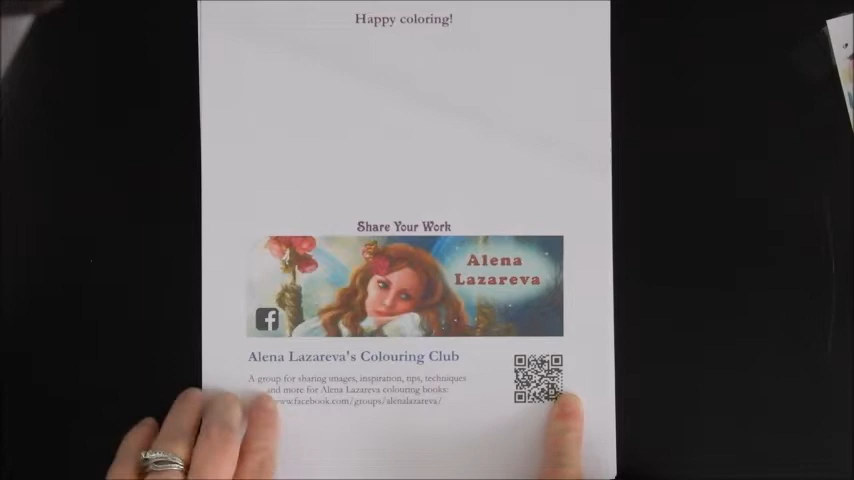 Happy coloring!
Share Your Work
Alena
Lazareva
f
Alena Lazareva's Colouring Club
A group for sharing images, inspiration, tips, techniques
and more for Alena Lazareva colouring books:
www.facebook.com/groups/alenalazareva/